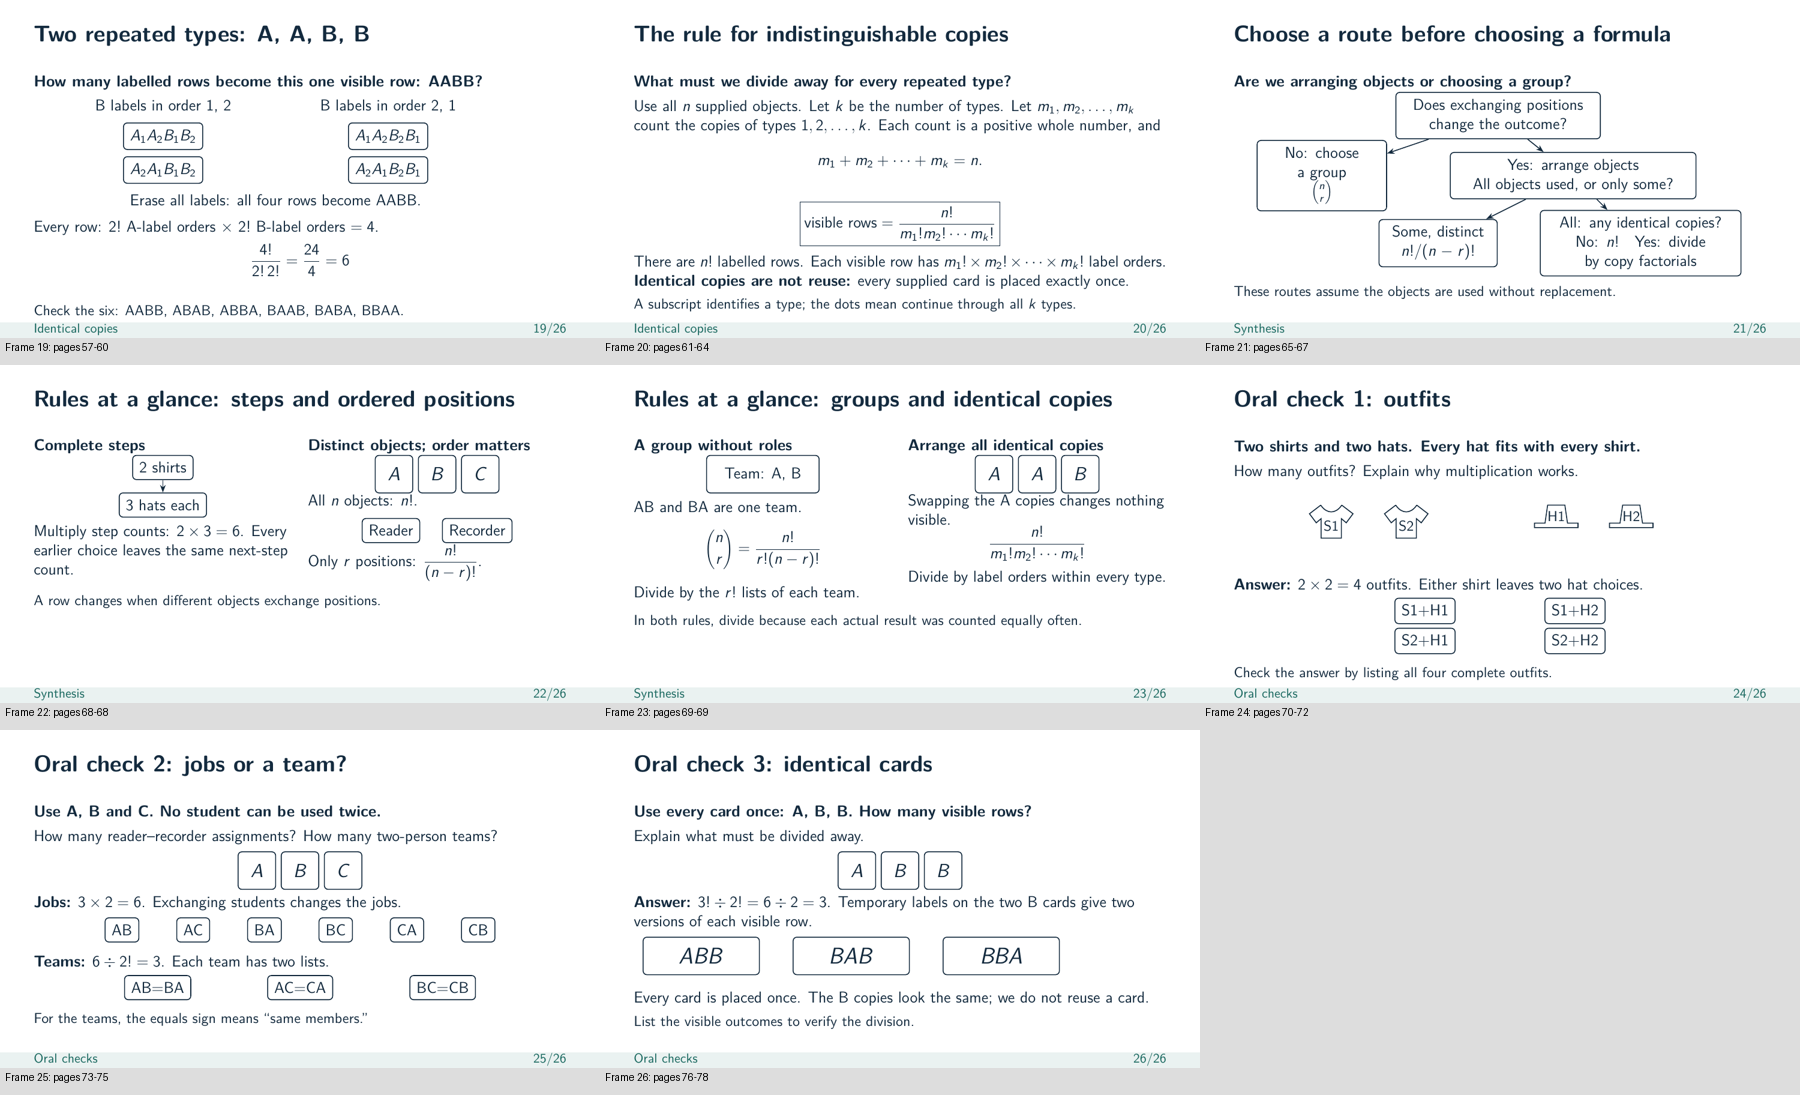 Two repeated types: A, A, B, B
How many labelled rows become this one visible row: AABB?
B labels in order 1, 2
B labels in order 2, 1
A₁A₂B₁B₂
A₁A₂B₂B₁
A₂A₁B₁B₂
A₂A₁B₂B₁
Erase all labels: all four rows become AABB.
Every row: 2! A-label orders × 2! B-label orders = 4.
4!/(2! 2!) = 24/4 = 6
Check the six: AABB, ABAB, ABBA, BAAB, BABA, BBAA.
Identical copies 19/26
Frame 19: pages 57-60
The rule for indistinguishable copies
What must we divide away for every repeated type?
Use all n supplied objects. Let k be the number of types. Let m₁, m₂, . . . , mₖ
count the copies of types 1, 2, . . . , k. Each count is a positive whole number, and
m₁ + m₂ + · · · + mₖ = n.
visible rows = n!/(m₁!m₂! · · · mₖ!)
There are n! labelled rows. Each visible row has m₁! × m₂! × · · · × mₖ! label orders.
Identical copies are not reuse: every supplied card is placed exactly once.
A subscript identifies a type; the dots mean continue through all k types.
Identical copies 20/26
Frame 20: pages 61-64
Choose a route before choosing a formula
Are we arranging objects or choosing a group?
Does exchanging positions
change the outcome?
No: choose
a group
(n r)
Yes: arrange objects
All objects used, or only some?
Some, distinct
n!/(n − r)!
All: any identical copies?
No: n! Yes: divide
by copy factorials
These routes assume the objects are used without replacement.
Synthesis 21/26
Frame 21: pages 65-67
Rules at a glance: steps and ordered positions
Complete steps
2 shirts
3 hats each
Multiply step counts: 2 × 3 = 6. Every
earlier choice leaves the same next-step
count.
Distinct objects; order matters
A B C
All n objects: n!.
Reader Recorder
Only r positions: n!/(n − r)!.
A row changes when different objects exchange positions.
Synthesis 22/26
Frame 22: pages 68-68
Rules at a glance: groups and identical copies
A group without roles
Team: A, B
AB and BA are one team.
(n r) = n!/(r!(n − r)!)
Divide by the r! lists of each team.
Arrange all identical copies
A A B
Swapping the A copies changes nothing
visible.
n!/(m₁!m₂! · · · mₖ!)
Divide by label orders within every type.
In both rules, divide because each actual result was counted equally often.
Synthesis 23/26
Frame 23: pages 69-69
Oral check 1: outfits
Two shirts and two hats. Every hat fits with every shirt.
How many outfits? Explain why multiplication works.
S1 S2 H1 H2
Answer: 2 × 2 = 4 outfits. Either shirt leaves two hat choices.
S1+H1 S1+H2
S2+H1 S2+H2
Check the answer by listing all four complete outfits.
Oral checks 24/26
Frame 24: pages 70-72
Oral check 2: jobs or a team?
Use A, B and C. No student can be used twice.
How many reader–recorder assignments? How many two-person teams?
A B C
Jobs: 3 × 2 = 6. Exchanging students changes the jobs.
AB AC BA BC CA CB
Teams: 6 ÷ 2! = 3. Each team has two lists.
AB=BA AC=CA BC=CB
For the teams, the equals sign means “same members.”
Oral checks 25/26
Frame 25: pages 73-75
Oral check 3: identical cards
Use every card once: A, B, B. How many visible rows?
Explain what must be divided away.
A B B
Answer: 3! ÷ 2! = 6 ÷ 2 = 3. Temporary labels on the two B cards give two
versions of each visible row.
ABB BAB BBA
Every card is placed once. The B copies look the same; we do not reuse a card.
List the visible outcomes to verify the division.
Oral checks 26/26
Frame 26: pages 76-78